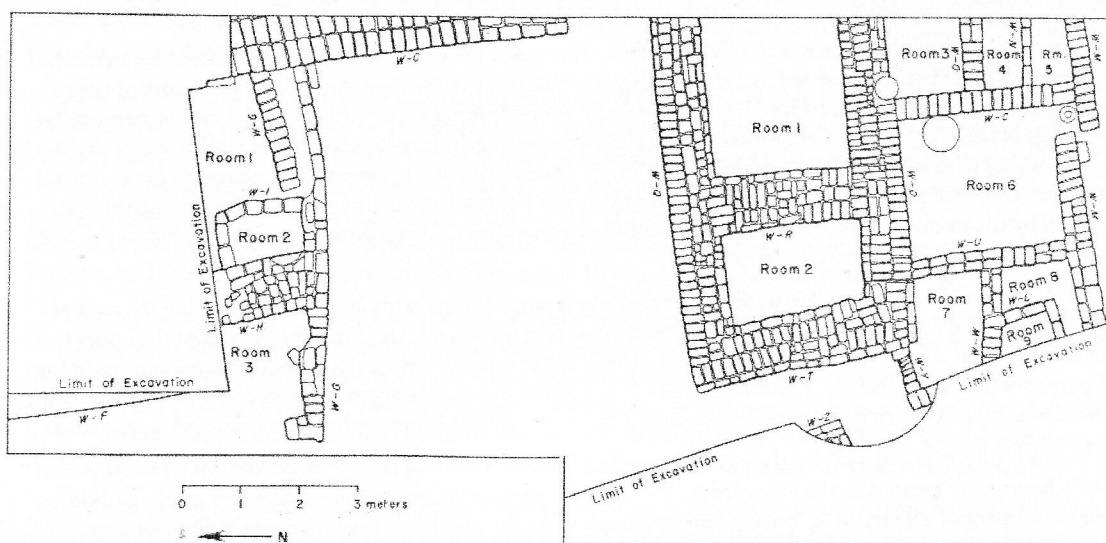 W-C
W-G
Room 1
W-I
Room 2
Limit of Excavation
W-H
Room
3
Limit of Excavation
W-F
W-G
0 1 2 3 meters
N
Room 1
W-R
Room 2
W-T
W-Z
Limit of Excavation
Room 3
Room
4
W-N
Rm.
5
W-M
W-C
Room 6
W-M
W-U
Room
7
Room 8
W-L
Room
9
W-W
Limit of Excavation